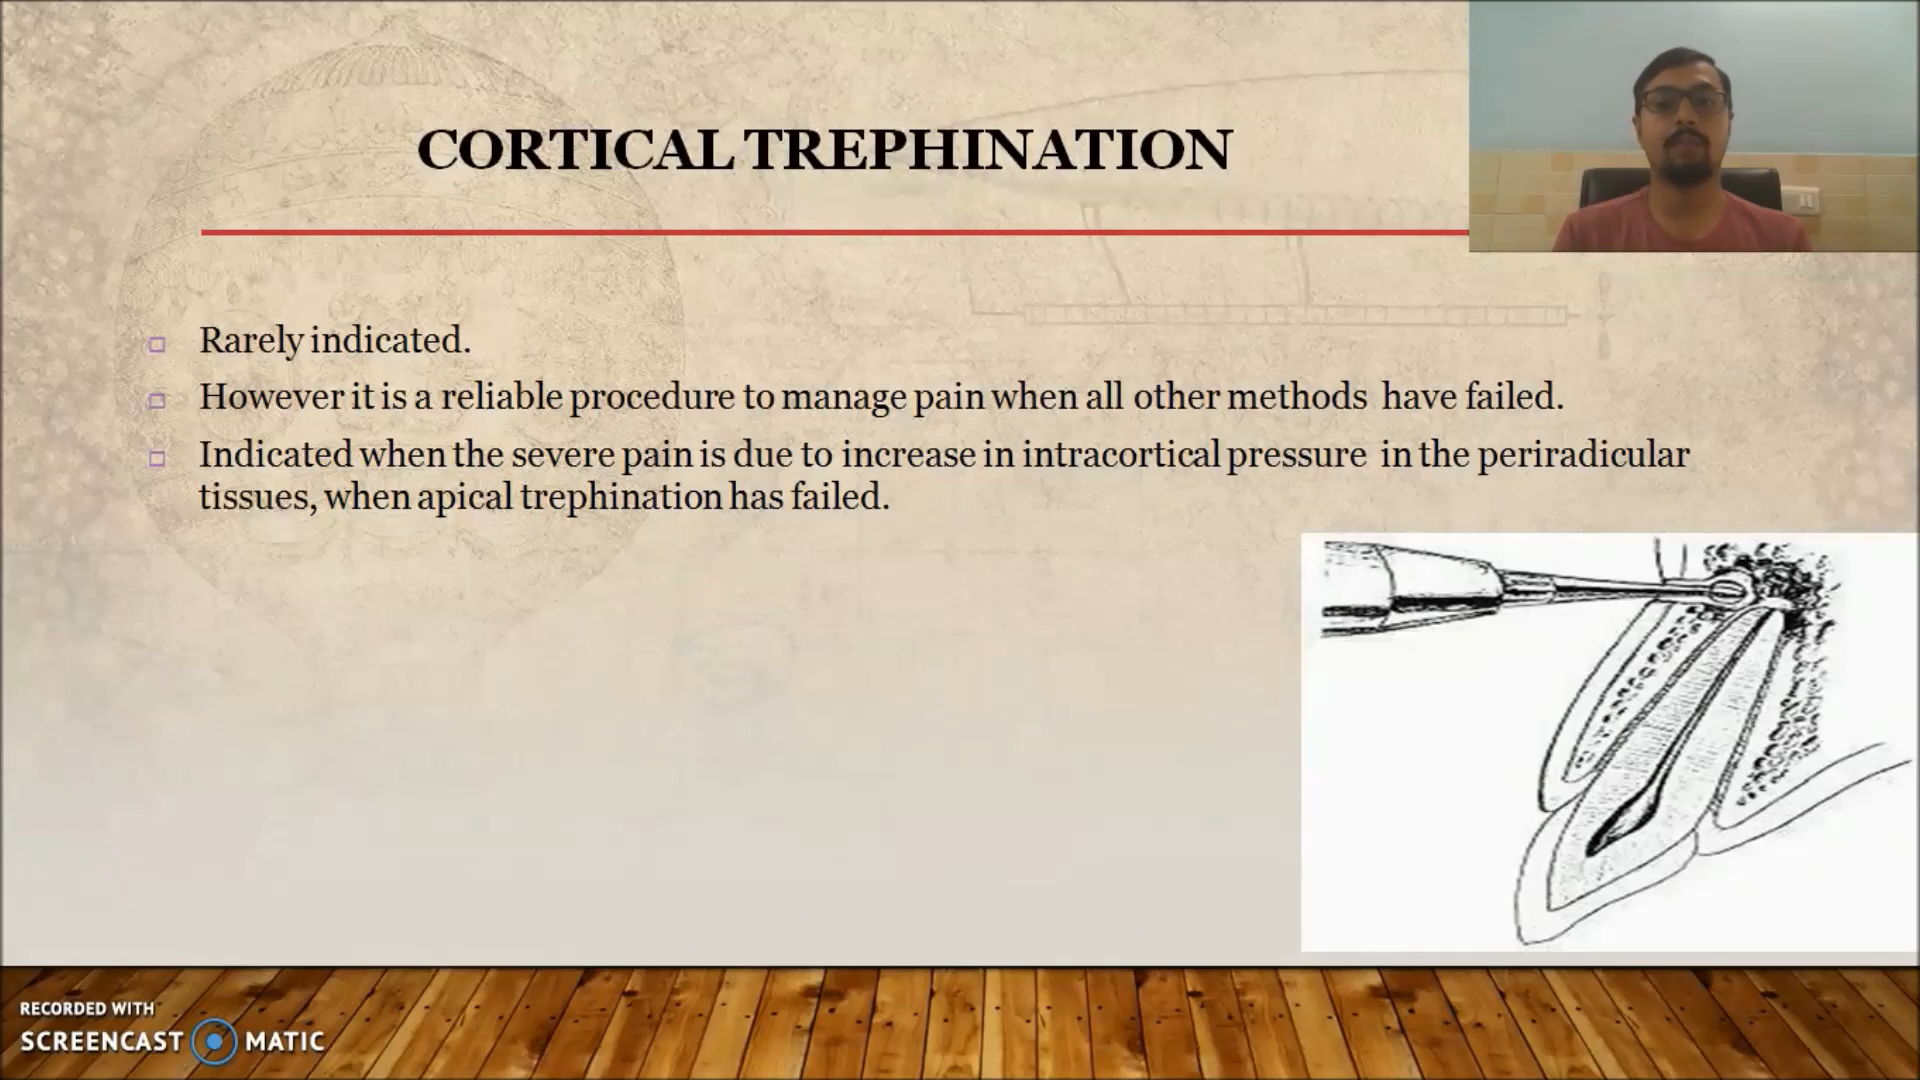 CORTICAL TREPHINATION
Rarely indicated.
However it is a reliable procedure to manage pain when all other methods have failed.
Indicated when the severe pain is due to increase in intracortical pressure in the periradicular
tissues, when apical trephination has failed.
RECORDED WITH
SCREENCAST MATIC